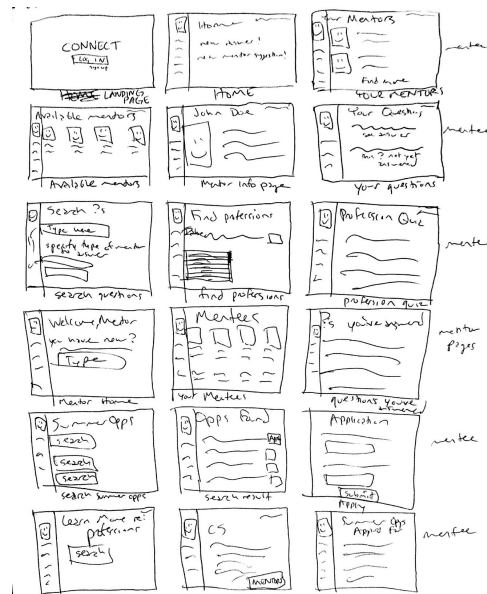 CONNECT
LOG IN
sign up
LANDING
PAGE
Home
new answer!
new mentor suggestion!
HOME
Your Mentors
Find more
YOUR MENTORS
mentee
Available mentors
Available mentors
John Doe
Mentor info page
Your Questions
see answer
not yet
answered
your questions
mentee
Search ?s
Type here
specify type of mentor
to answer
search questions
Find professions
find professions
Profession Quiz
profession quiz
mentee
Welcome, Mentor
you have new?
Type
Mentor Home
Mentees
Your Mentees
?s you've answered
questions you've
answered
mentor
pages
Summer Opps
search
search
search
search summer opps
Opps Found
App
search result
Application
Submit
Apply
mentee
Learn More re:
professions
search
CS
MENTORS
Summer Opps
Applied for
mentee